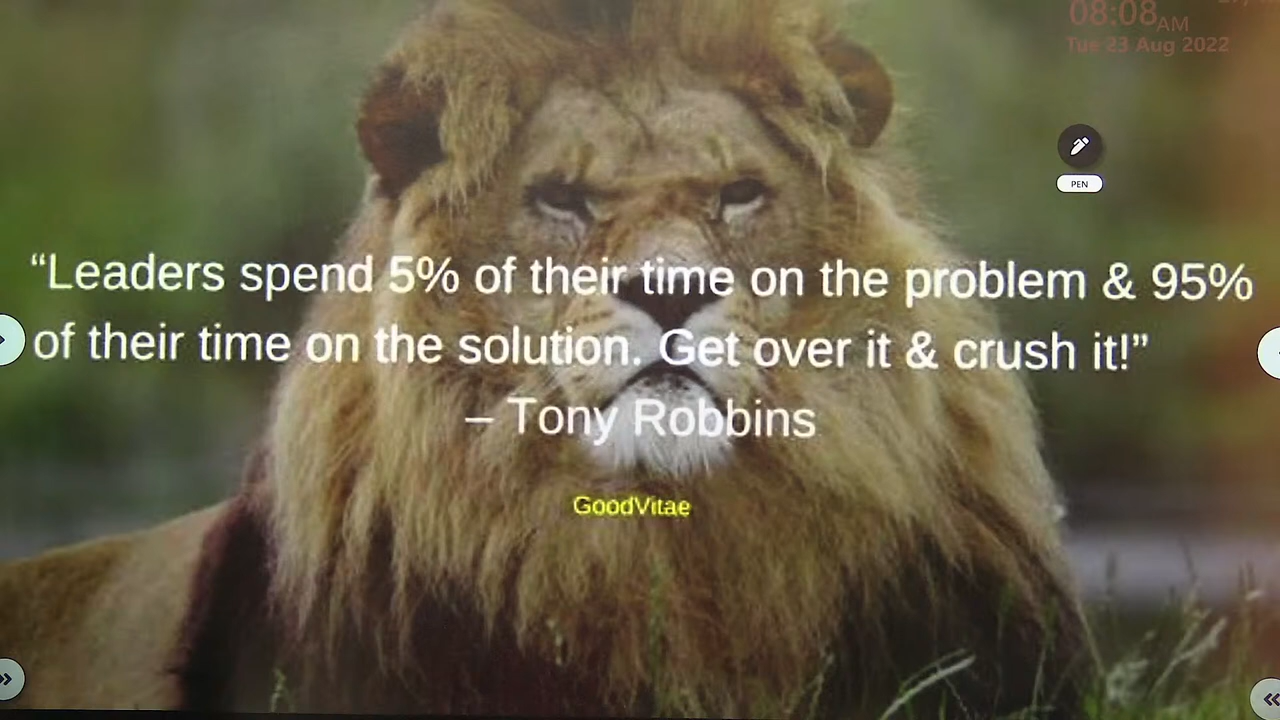 08:08AM
Tue 23 Aug 2022
PEN
“Leaders spend 5% of their time on the problem & 95%
of their time on the solution. Get over it & crush it!”
– Tony Robbins
GoodVitae